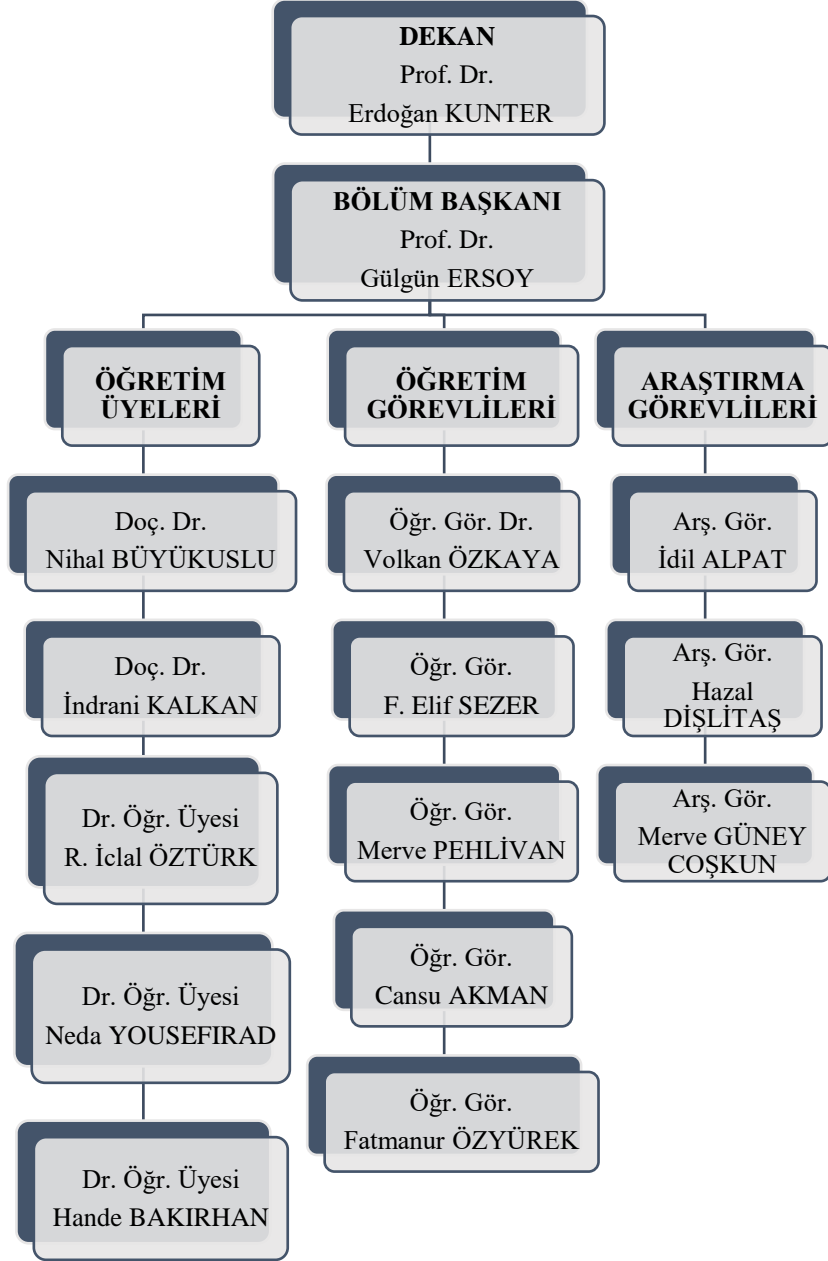 DEKAN
Prof. Dr.
Erdoğan KUNTER
BÖLÜM BAŞKANI
Prof. Dr.
Gülgün ERSOY
ÖĞRETİM
ÜYELERİ
Doç. Dr.
Nihal BÜYÜKUSLU
Doç. Dr.
İndrani KALKAN
Dr. Öğr. Üyesi
R. İclal ÖZTÜRK
Dr. Öğr. Üyesi
Neda YOUSEFIRAD
Dr. Öğr. Üyesi
Hande BAKIRHAN
ÖĞRETİM
GÖREVLİLERİ
Öğr. Gör. Dr.
Volkan ÖZKAYA
Öğr. Gör.
F. Elif SEZER
Öğr. Gör.
Merve PEHLİVAN
Öğr. Gör.
Cansu AKMAN
Öğr. Gör.
Fatmanur ÖZYÜREK
ARAŞTIRMA
GÖREVLİLERİ
Arş. Gör.
İdil ALPAT
Arş. Gör.
Hazal
DİŞLİTAŞ
Arş. Gör.
Merve GÜNEY
COŞKUN